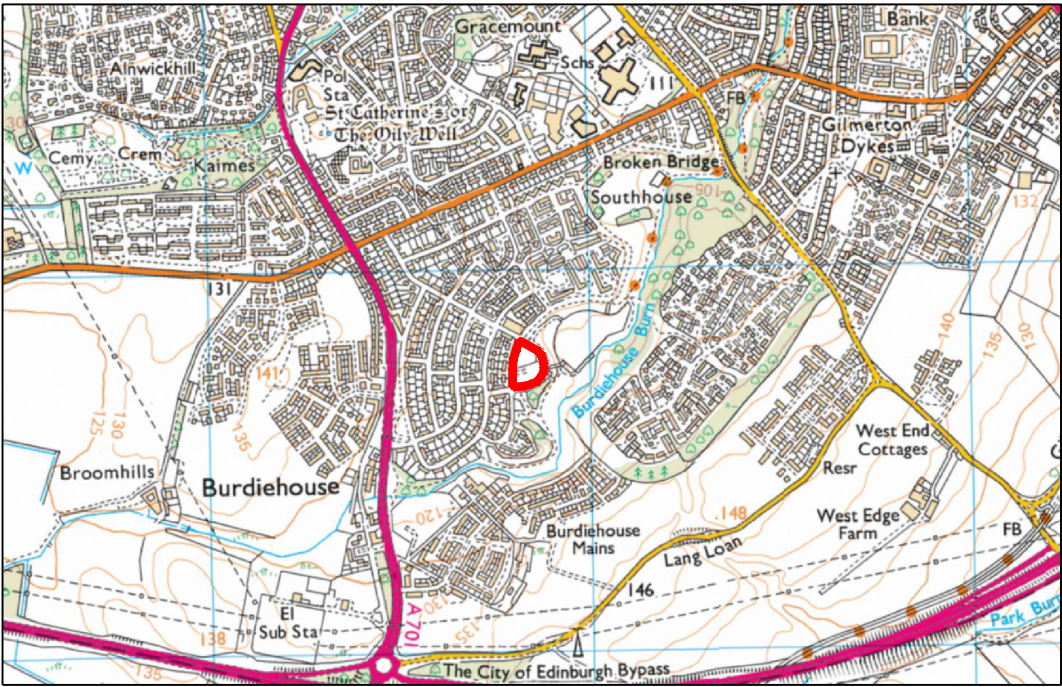 Gracemount
Bank
Alnwickhill
Schs
Pol
Sta
111
FB
St Catherine's or
The Oily Well
Gilmerton
Dykes
30
Cemy
Crem
Kaimes
Broken Bridge
W
105
Southhouse
132
131
140
135
130
Burdiehouse Burn
141
125
130
135
West End
Cottages
Broomhills
Resr
Burdiehouse
120
148
West Edge
Farm
Burdiehouse
Mains
FB
Lang Loan
146
El
Sub Sta
A701
130
135
138
Park Burn
135
The City of Edinburgh Bypass